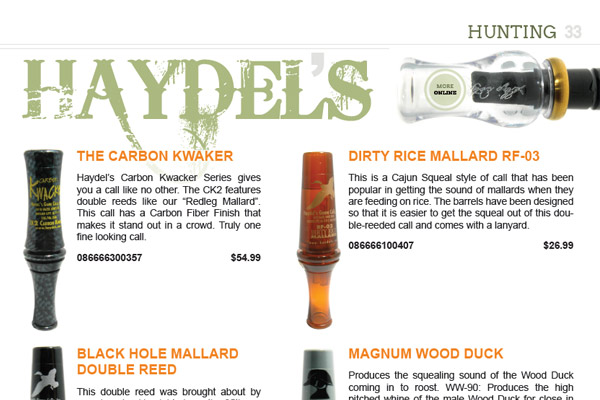 HUNTING 33
HAYDEL'S
MORE
ONLINE
THE CARBON KWAKER
Haydel's Carbon Kwacker Series gives
you a call like no other. The CK2 features
double reeds like our “Redleg Mallard”.
This call has a Carbon Fiber Finish that
makes it stand out in a crowd. Truly one
fine looking call.
086666300357 $54.99
DIRTY RICE MALLARD RF-03
This is a Cajun Squeal style of call that has been
popular in getting the sound of mallards when they
are feeding on rice. The barrels have been designed
so that it is easier to get the squeal out of this dou-
ble-reeded call and comes with a lanyard.
086666100407 $26.99
BLACK HOLE MALLARD
DOUBLE REED
This double reed was brought about by
MAGNUM WOOD DUCK
Produces the squealing sound of the Wood Duck
coming in to roost. WW-90: Produces the high
pitched whine of the male Wood Duck for close in